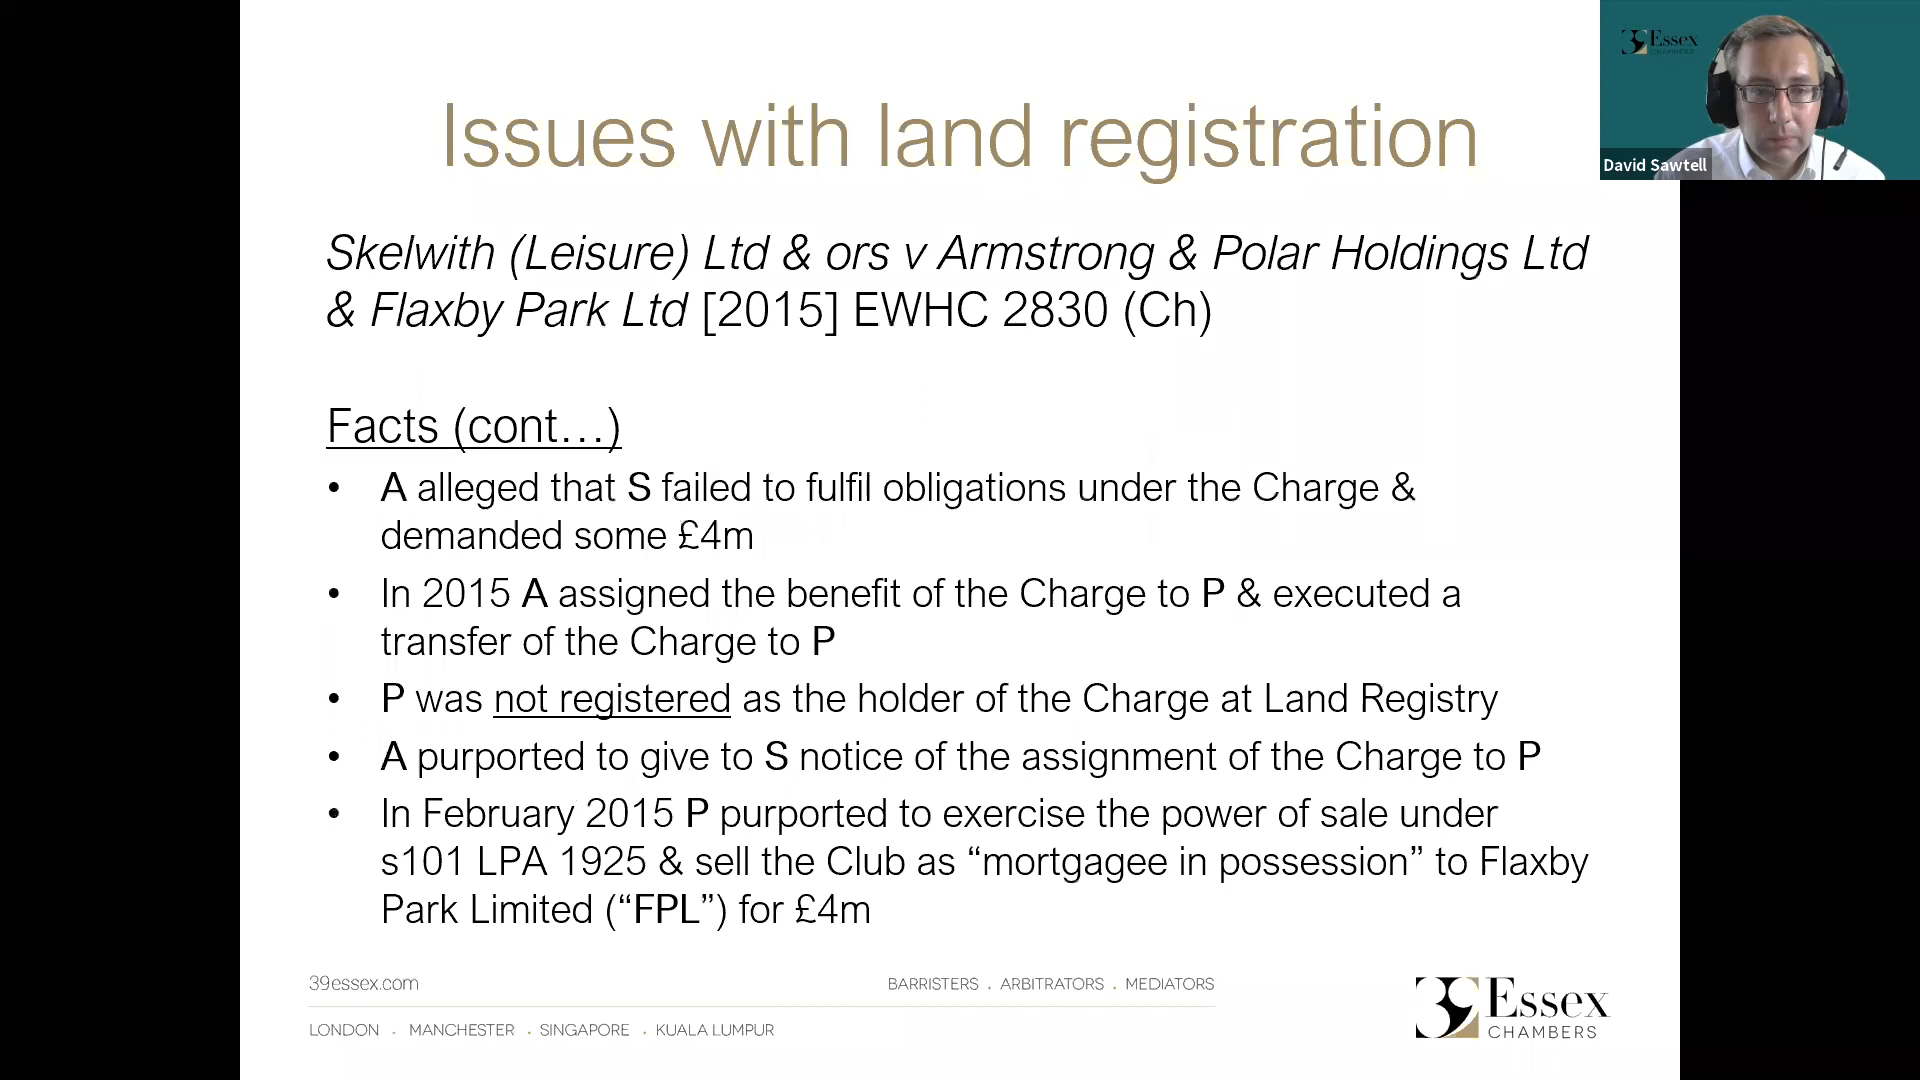 Issues with land registration
39 Essex
CHAMBERS
David Sawtell
Skelwith (Leisure) Ltd & ors v Armstrong & Polar Holdings Ltd
& Flaxby Park Ltd [2015] EWHC 2830 (Ch)
Facts (cont…)
• A alleged that S failed to fulfil obligations under the Charge &
demanded some £4m
• In 2015 A assigned the benefit of the Charge to P & executed a
transfer of the Charge to P
• P was not registered as the holder of the Charge at Land Registry
• A purported to give to S notice of the assignment of the Charge to P
• In February 2015 P purported to exercise the power of sale under
s101 LPA 1925 & sell the Club as “mortgagee in possession” to Flaxby
Park Limited (“FPL”) for £4m
39essex.com
BARRISTERS . ARBITRATORS . MEDIATORS
LONDON . MANCHESTER . SINGAPORE . KUALA LUMPUR
39 Essex
CHAMBERS